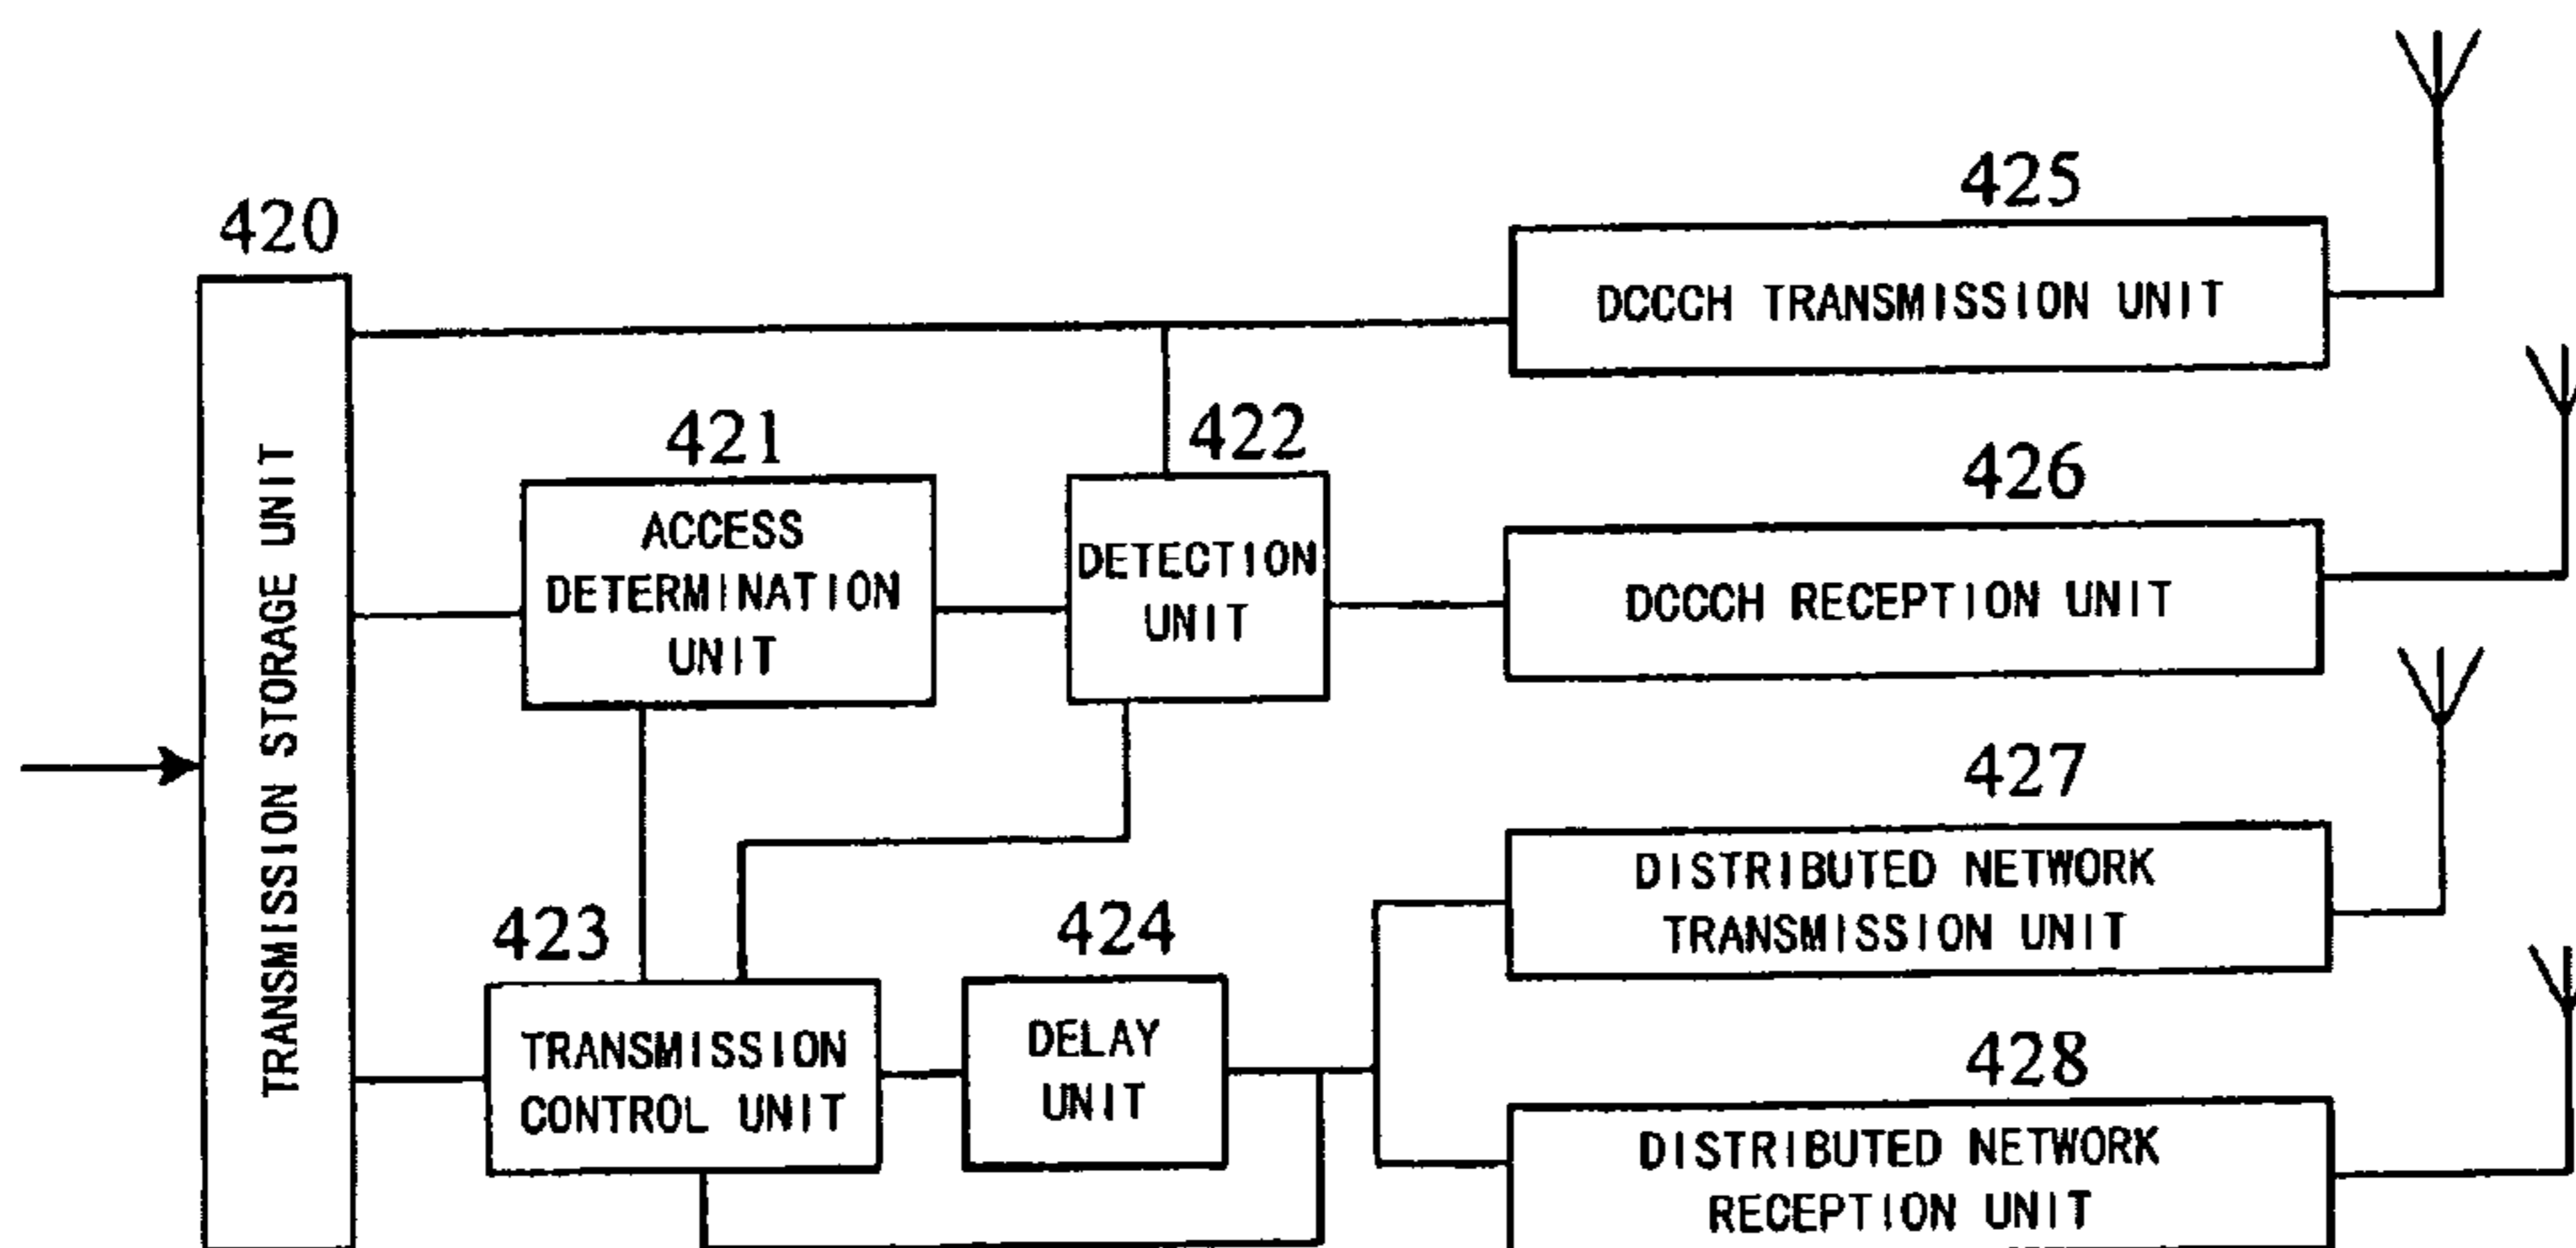 425
420
DCCCH TRANSMISSION UNIT
421
422
426
TRANSMISSION STORAGE UNIT
ACCESS
DETERMINATION
UNIT
DETECTION
UNIT
DCCCH RECEPTION UNIT
427
423
424
DISTRIBUTED NETWORK
TRANSMISSION UNIT
TRANSMISSION
CONTROL UNIT
DELAY
UNIT
428
DISTRIBUTED NETWORK
RECEPTION UNIT